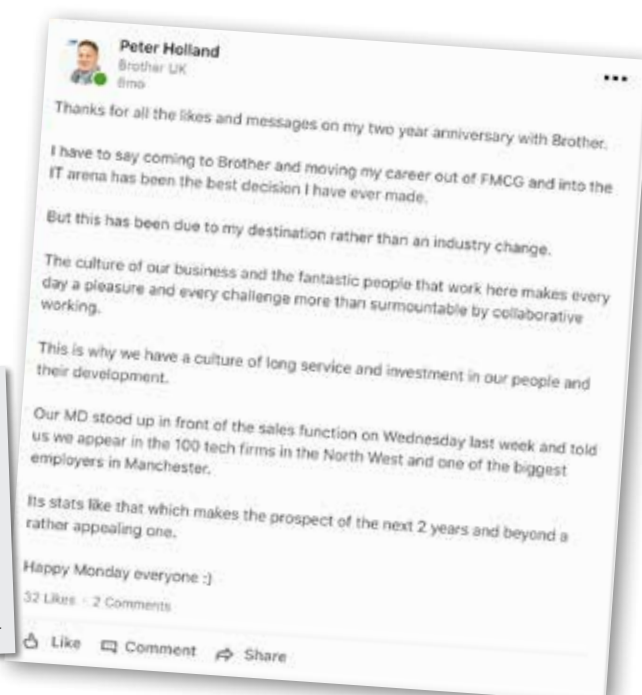 Peter Holland
Brother UK
8mo
Thanks for all the likes and messages on my two year anniversary with Brother.
I have to say coming to Brother and moving my career out of FMCG and into the
IT arena has been the best decision I have ever made.
But this has been due to my destination rather than an industry change.
The culture of our business and the fantastic people that work here makes every
day a pleasure and every challenge more than surmountable by collaborative
working.
This is why we have a culture of long service and investment in our people and
their development.
Our MD stood up in front of the sales function on Wednesday last week and told
us we appear in the 100 tech firms in the North West and one of the biggest
employers in Manchester.
Its stats like that which makes the prospect of the next 2 years and beyond a
rather appealing one.
Happy Monday everyone :)
32 Likes · 2 Comments
Like Comment Share